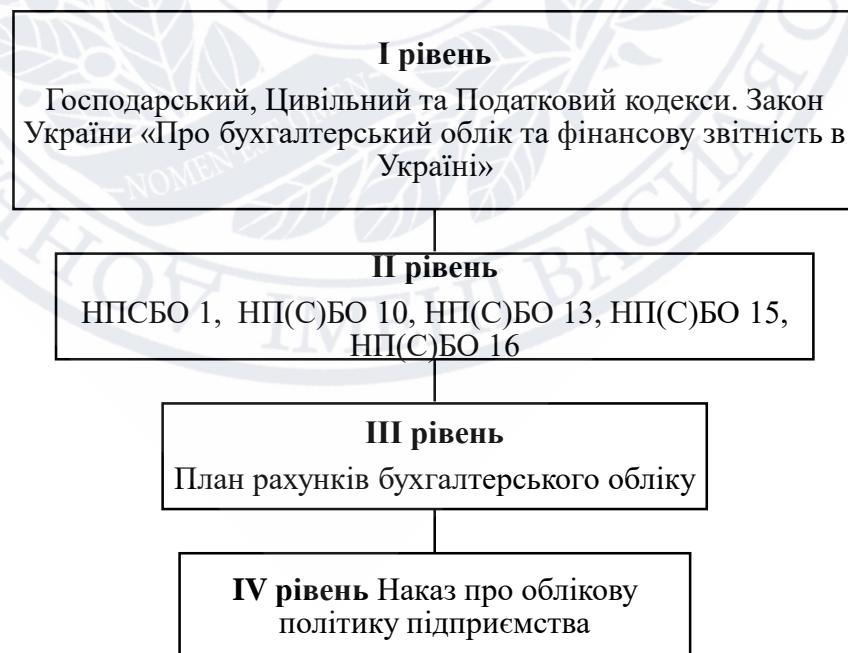 I рівень
Господарський, Цивільний та Податковий кодекси. Закон
України «Про бухгалтерський облік та фінансову звітність в
Україні»
II рівень
НПСБО 1, НП(С)БО 10, НП(С)БО 13, НП(С)БО 15,
НП(С)БО 16
III рівень
План рахунків бухгалтерського обліку
IV рівень Наказ про облікову
політику підприємства